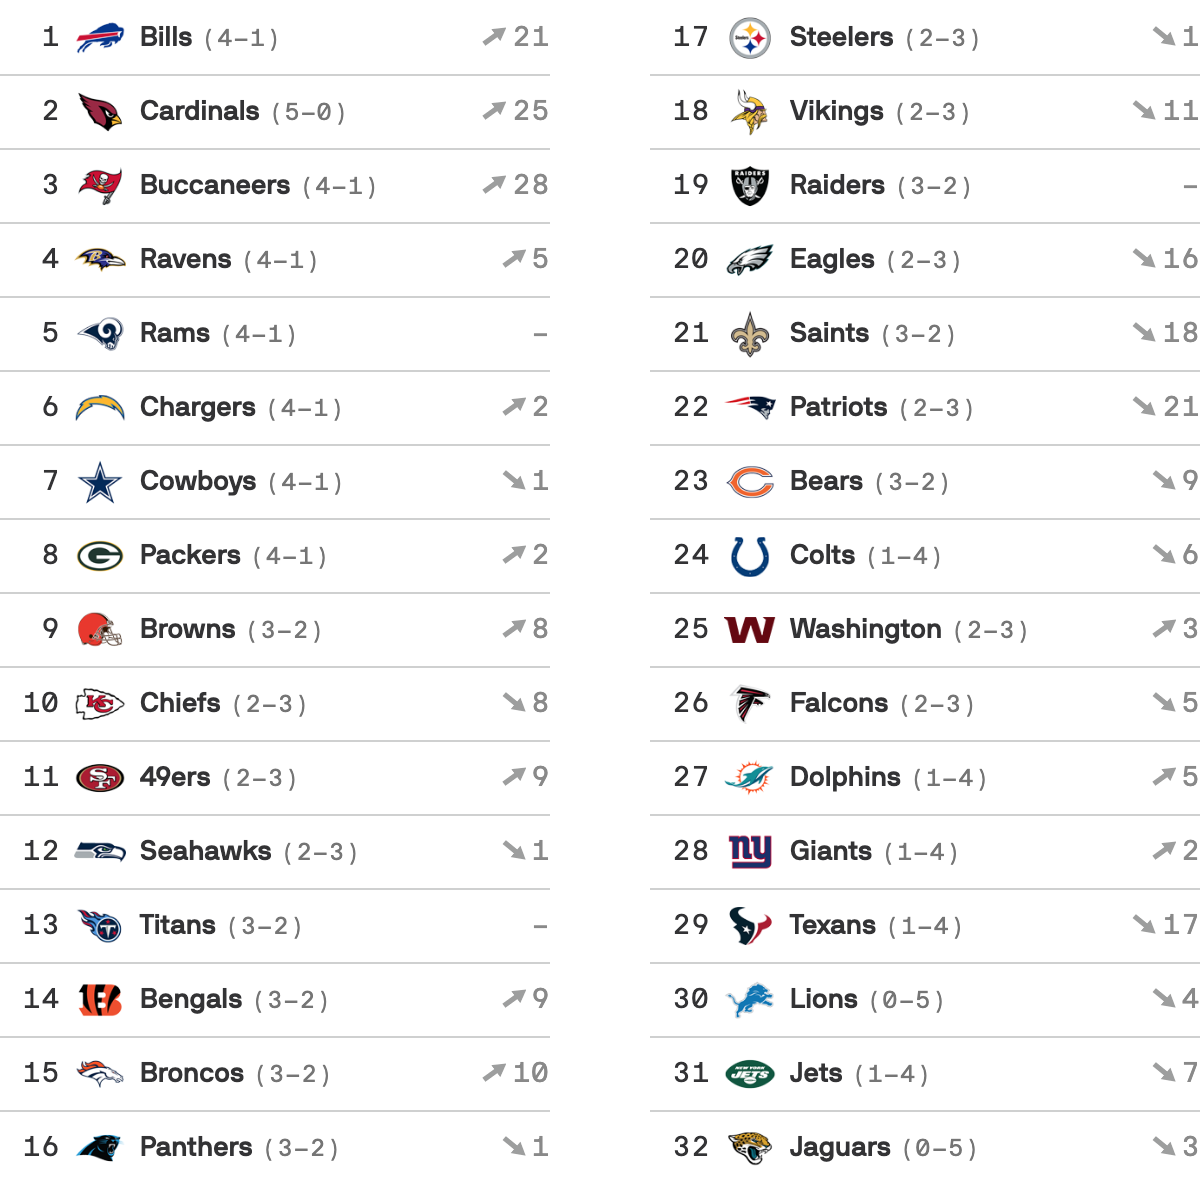 1 Bills (4–1) ↗ 21
2 Cardinals (5–0) ↗ 25
3 Buccaneers (4–1) ↗ 28
4 Ravens (4–1) ↗ 5
5 Rams (4–1) –
6 Chargers (4–1) ↗ 2
7 Cowboys (4–1) ↘ 1
8 Packers (4–1) ↗ 2
9 Browns (3–2) ↗ 8
10 Chiefs (2–3) ↘ 8
11 49ers (2–3) ↗ 9
12 Seahawks (2–3) ↘ 1
13 Titans (3–2) –
14 Bengals (3–2) ↗ 9
15 Broncos (3–2) ↗ 10
16 Panthers (3–2) ↘ 1
17 Steelers (2–3) ↘ 1
18 Vikings (2–3) ↘ 11
19 RAIDERS Raiders (3–2) –
20 Eagles (2–3) ↘ 16
21 Saints (3–2) ↘ 18
22 Patriots (2–3) ↘ 21
23 Bears (3–2) ↘ 9
24 Colts (1–4) ↘ 6
25 W Washington (2–3) ↗ 3
26 Falcons (2–3) ↘ 5
27 Dolphins (1–4) ↗ 5
28 ny Giants (1–4) ↗ 2
29 Texans (1–4) ↘ 17
30 Lions (0–5) ↘ 4
31 NEW YORK JETS Jets (1–4) ↘ 7
32 Jaguars (0–5) ↘ 3